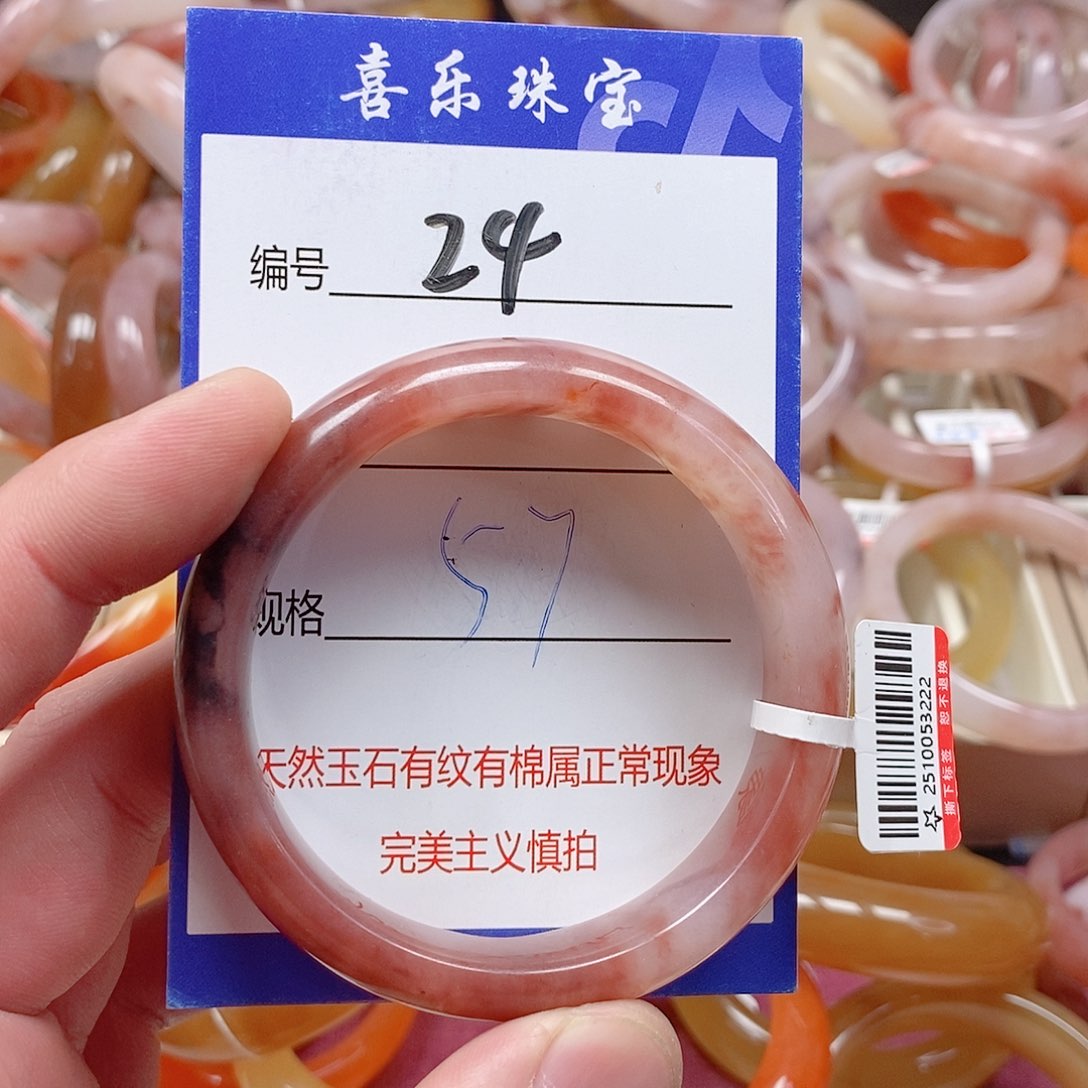 喜乐珠宝
编号 24
规格 57
天然玉石有纹有棉属正常现象
完美主义慎拍
2510053222
撕下标签 恕不退换